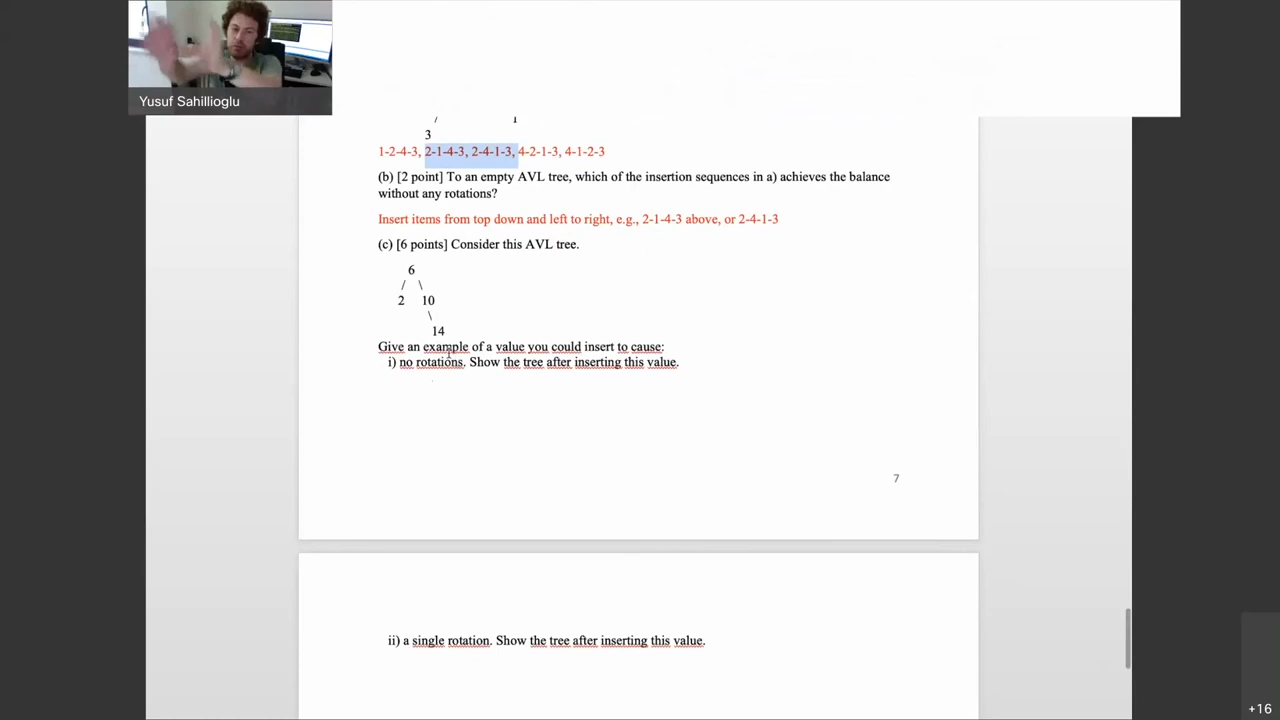 Yusuf Sahillioglu
/ 1
3
1-2-4-3, 2-1-4-3, 2-4-1-3, 4-2-1-3, 4-1-2-3
(b) [2 point] To an empty AVL tree, which of the insertion sequences in a) achieves the balance
without any rotations?
Insert items from top down and left to right, e.g., 2-1-4-3 above, or 2-4-1-3
(c) [6 points] Consider this AVL tree.
6
/ \
2 10
\
14
Give an example of a value you could insert to cause:
i) no rotations. Show the tree after inserting this value.
7
ii) a single rotation. Show the tree after inserting this value.
+16